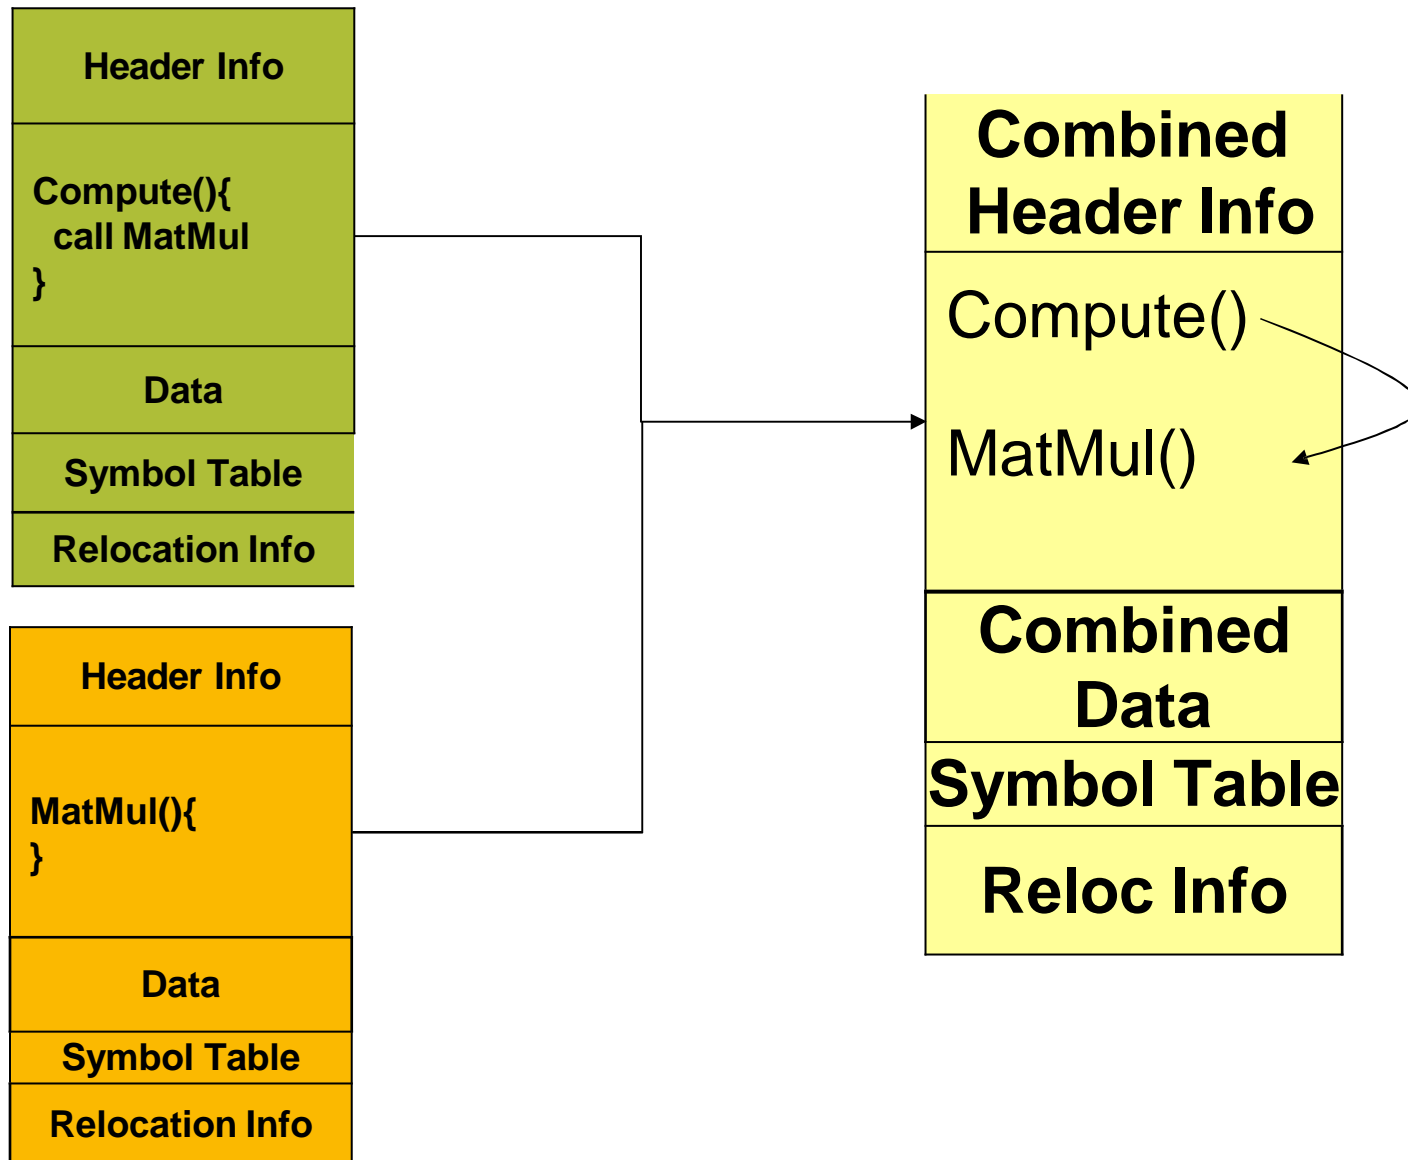 Header Info
Compute(){
call MatMul
}
Data
Symbol Table
Relocation Info
Header Info
MatMul(){
}
Data
Symbol Table
Relocation Info
Combined
Header Info
Compute()
MatMul()
Combined
Data
Symbol Table
Reloc Info